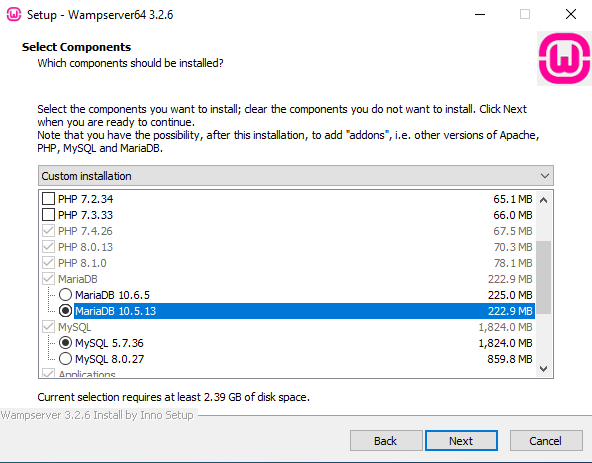 Setup - Wampserver64 3.2.6
Select Components
Which components should be installed?
Select the components you want to install; clear the components you do not want to install. Click Next
when you are ready to continue.
Note that you have the possibility, after this installation, to add "addons", i.e. other versions of Apache,
PHP, MySQL and MariaDB.
Custom installation
PHP 7.2.34 65.1 MB
PHP 7.3.33 66.0 MB
PHP 7.4.26 67.5 MB
PHP 8.0.13 70.3 MB
PHP 8.1.0 78.1 MB
MariaDB 222.9 MB
MariaDB 10.6.5 225.0 MB
MariaDB 10.5.13 222.9 MB
MySQL 1,824.0 MB
MySQL 5.7.36 1,824.0 MB
MySQL 8.0.27 859.8 MB
Applications
Current selection requires at least 2.39 GB of disk space.
Wampserver 3.2.6 Install by Inno Setup
Back Next Cancel